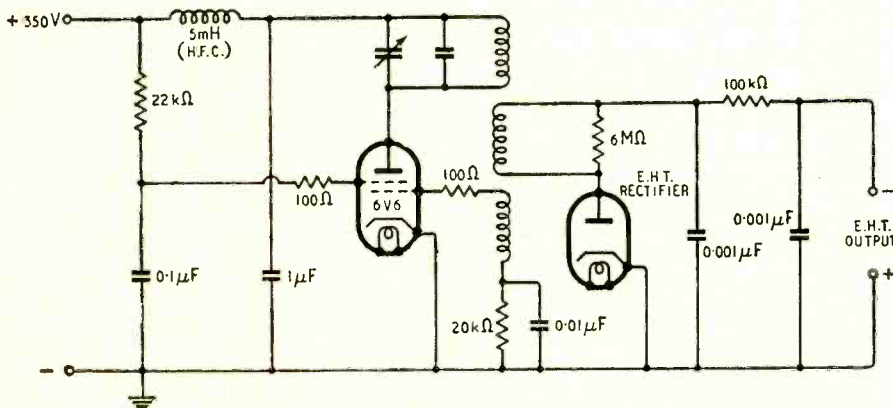 + 350V
5mH
(H.F.C.)
22kΩ
100Ω
6V6
100Ω
0·1μF
1μF
20kΩ
0·01μF
6MΩ
E.H.T.
RECTIFIER
100kΩ
0·001μF
0·001μF
-
E.H.T.
OUTPUT
+
-